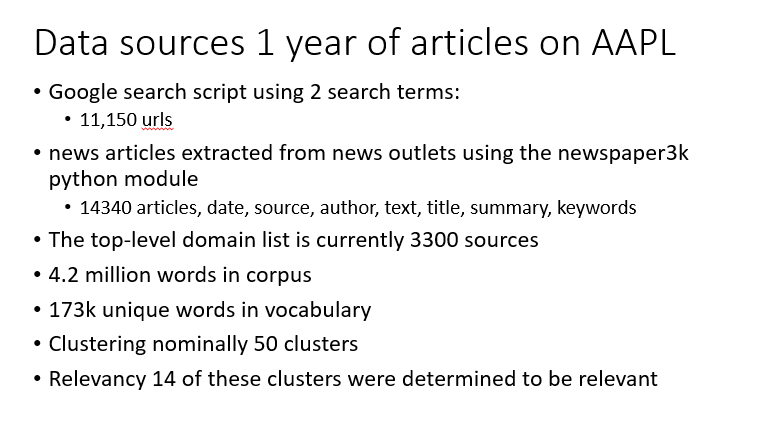 Data sources 1 year of articles on AAPL
• Google search script using 2 search terms:
• 11,150 urls
• news articles extracted from news outlets using the newspaper3k
python module
• 14340 articles, date, source, author, text, title, summary, keywords
• The top-level domain list is currently 3300 sources
• 4.2 million words in corpus
• 173k unique words in vocabulary
• Clustering nominally 50 clusters
• Relevancy 14 of these clusters were determined to be relevant